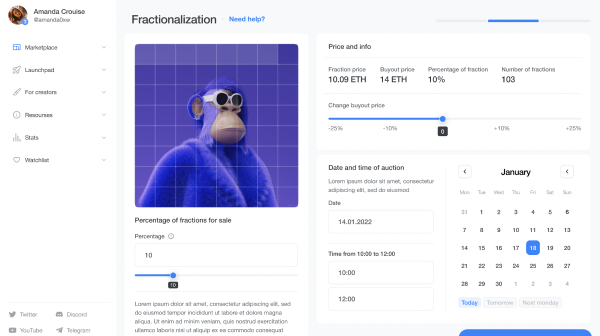 Amanda Crouise
@amanda0xw
Marketplace
Launchpad
For creators
Resourses
Stats
Watchlist
Twitter
Discord
YouTube
Telegram
Fractionalization
Need help?
Percentage of fractions for sale
Percentage
10
10
Lorem ipsum dolor sit amet, consectetur
adipiscing elit, sed do eiusmod
tempor incididunt ut labore et dolore magna
aliqua. Ut enim ad minim veniam, quis
nostrud exercitation ullamco laboris nisi ut
aliquip ex ea commodo consequat
Price and info
Fraction price
10.09 ETH
Buyout price
14 ETH
Percentage of fraction
10%
Number of fractions
103
Change buyout price
-25%
-10%
0
+10%
+25%
Date and time of auction
Lorem ipsum dolor sit amet, consectetur
adipiscing elit, sed do eiusmod
Date
14.01.2022
Time from 10:00 to 12:00
10:00
12:00
January
Mon Tue Wed Thu Fri Sat Sun
31 1 2 3 4 5 6
7 8 9 10 11 12 13
14 15 16 17 18 19 20
21 22 23 24 25 26 27
28 29 30 1 2 3 4
Today Tomorrow Next monday